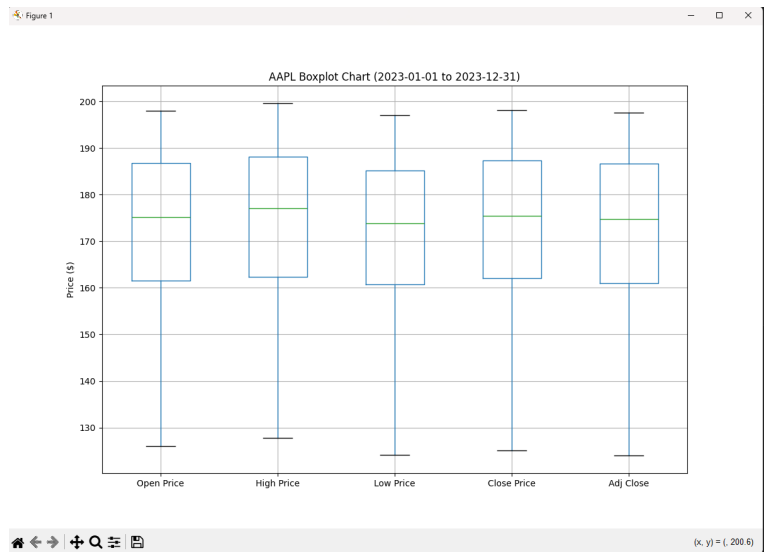 Figure 1
AAPL Boxplot Chart (2023-01-01 to 2023-12-31)
Price ($)
200
190
180
170
160
150
140
130
Open Price High Price Low Price Close Price Adj Close
(x, y) = (, 200.6)